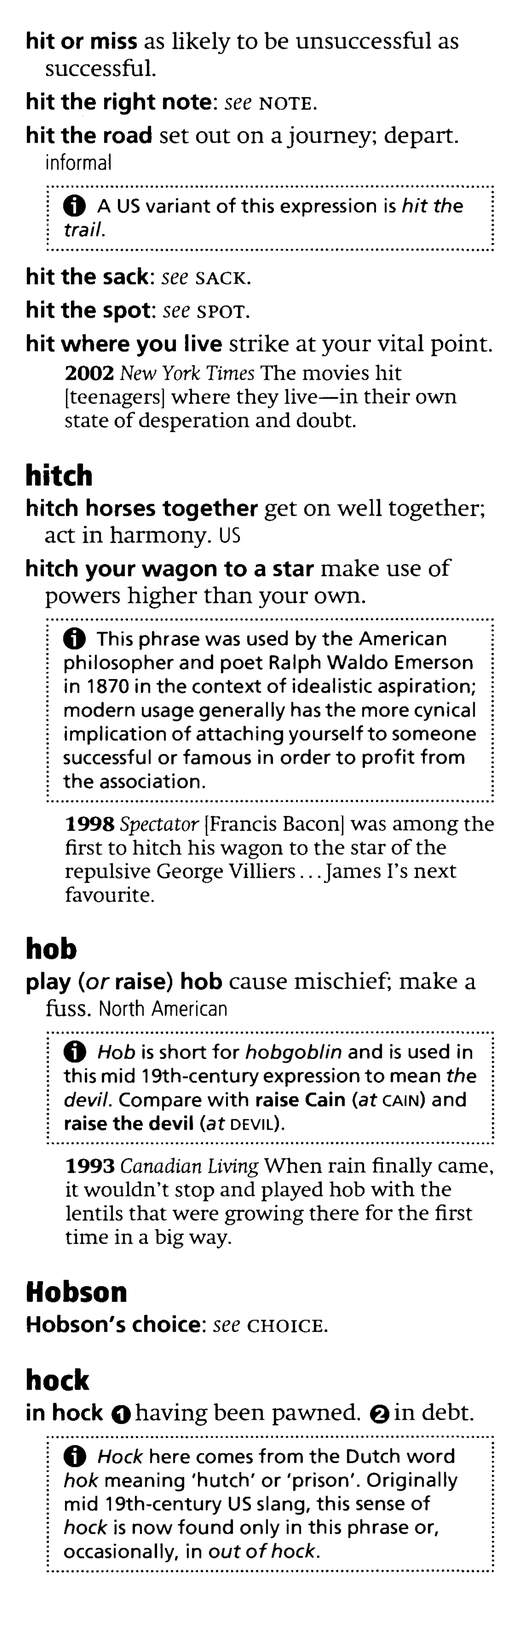 hit or miss as likely to be unsuccessful as
successful.
hit the right note: see NOTE.
hit the road set out on a journey; depart.
informal
ℹ A US variant of this expression is hit the
trail.
hit the sack: see SACK.
hit the spot: see SPOT.
hit where you live strike at your vital point.
2002 New York Times The movies hit
[teenagers] where they live—in their own
state of desperation and doubt.
hitch
hitch horses together get on well together;
act in harmony. US
hitch your wagon to a star make use of
powers higher than your own.
ℹ This phrase was used by the American
philosopher and poet Ralph Waldo Emerson
in 1870 in the context of idealistic aspiration;
modern usage generally has the more cynical
implication of attaching yourself to someone
successful or famous in order to profit from
the association.
1998 Spectator [Francis Bacon] was among the
first to hitch his wagon to the star of the
repulsive George Villiers...James I's next
favourite.
hob
play (or raise) hob cause mischief; make a
fuss. North American
ℹ Hob is short for hobgoblin and is used in
this mid 19th-century expression to mean the
devil. Compare with raise Cain (at CAIN) and
raise the devil (at DEVIL).
1993 Canadian Living When rain finally came,
it wouldn't stop and played hob with the
lentils that were growing there for the first
time in a big way.
Hobson
Hobson's choice: see CHOICE.
hock
in hock ❶ having been pawned. ❷ in debt.
ℹ Hock here comes from the Dutch word
hok meaning 'hutch' or 'prison'. Originally
mid 19th-century US slang, this sense of
hock is now found only in this phrase or,
occasionally, in out of hock.